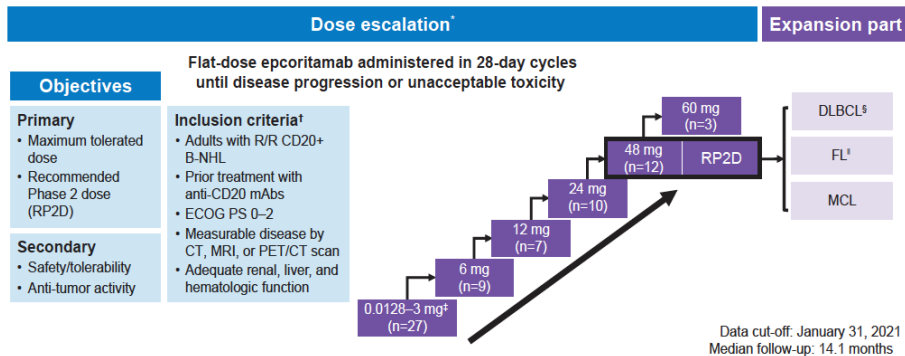 Dose escalation*
Expansion part
Flat-dose epcoritamab administered in 28-day cycles
until disease progression or unacceptable toxicity
Objectives
Primary
• Maximum tolerated
dose
• Recommended
Phase 2 dose
(RP2D)
Secondary
• Safety/tolerability
• Anti-tumor activity
Inclusion criteria†
• Adults with R/R CD20+
B-NHL
• Prior treatment with
anti-CD20 mAbs
• ECOG PS 0–2
• Measurable disease by
CT, MRI, or PET/CT scan
• Adequate renal, liver, and
hematologic function
0.0128–3 mg‡
(n=27)
6 mg
(n=9)
12 mg
(n=7)
24 mg
(n=10)
48 mg
(n=12)
RP2D
60 mg
(n=3)
DLBCL§
FL‖
MCL
Data cut-off: January 31, 2021
Median follow-up: 14.1 months